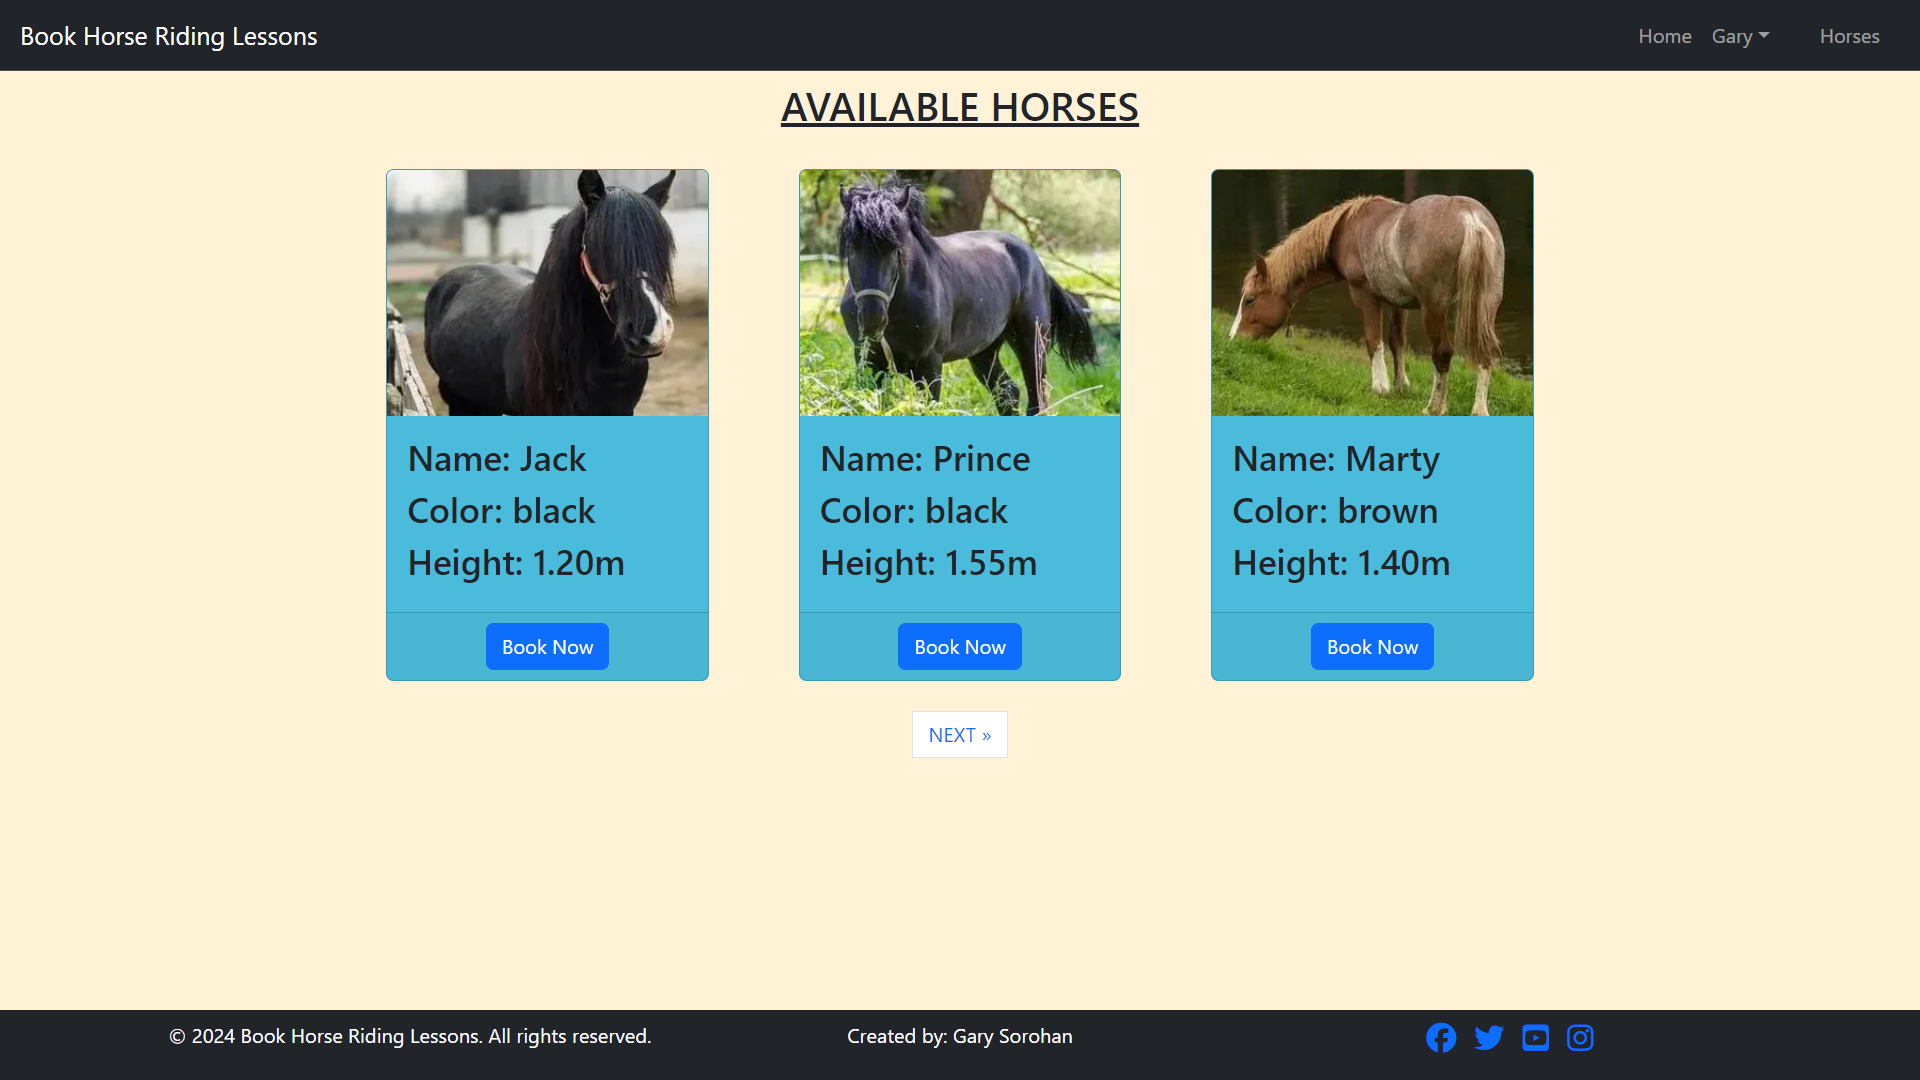 Book Horse Riding Lessons
Home Gary Horses
AVAILABLE HORSES
Name: Jack
Color: black
Height: 1.20m
Book Now
Name: Prince
Color: black
Height: 1.55m
Book Now
Name: Marty
Color: brown
Height: 1.40m
Book Now
NEXT »
© 2024 Book Horse Riding Lessons. All rights reserved.
Created by: Gary Sorohan